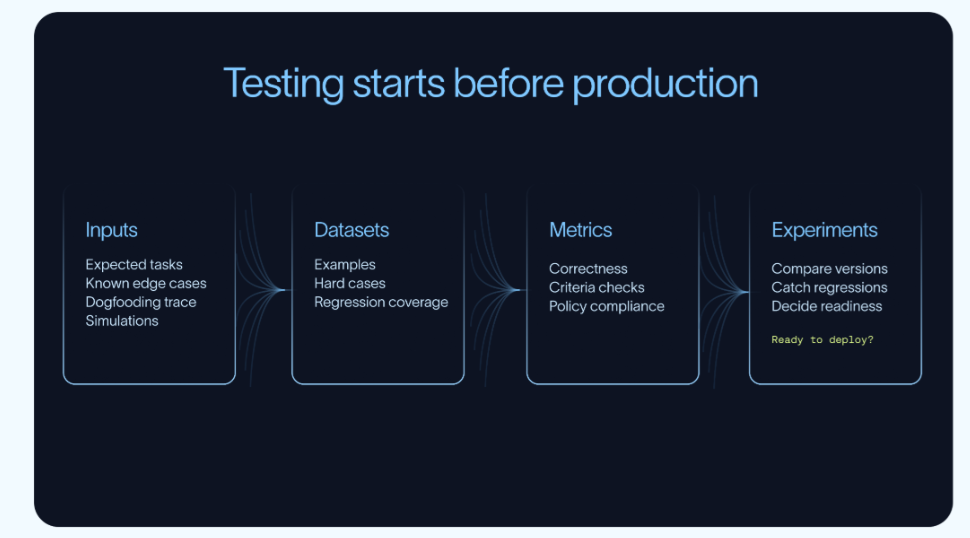 Testing starts before production
Inputs
Expected tasks
Known edge cases
Dogfooding trace
Simulations
Datasets
Examples
Hard cases
Regression coverage
Metrics
Correctness
Criteria checks
Policy compliance
Experiments
Compare versions
Catch regressions
Decide readiness
Ready to deploy?